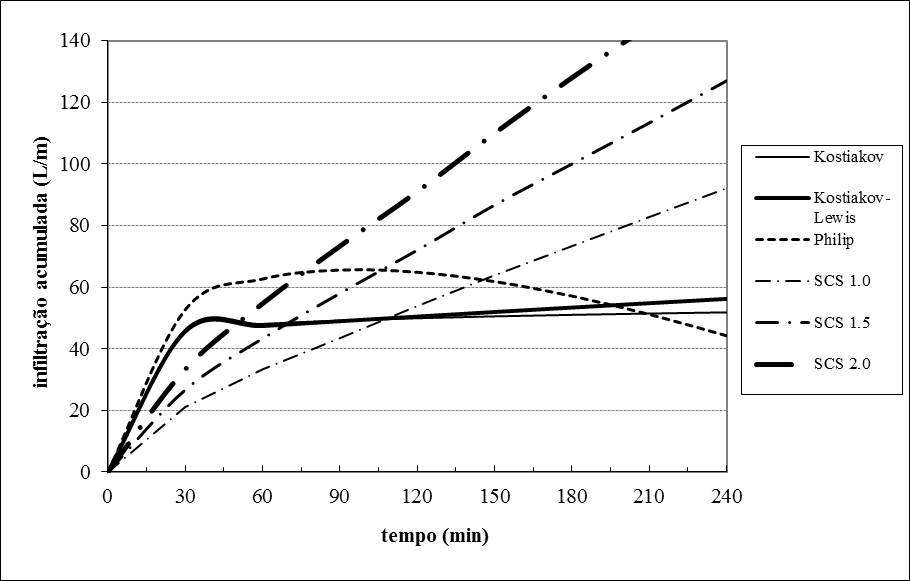 infiltração acumulada (L/m)
140
120
100
80
60
40
20
0
0 30 60 90 120 150 180 210 240
tempo (min)
Kostiakov
Kostiakov-
Lewis
Philip
SCS 1.0
SCS 1.5
SCS 2.0